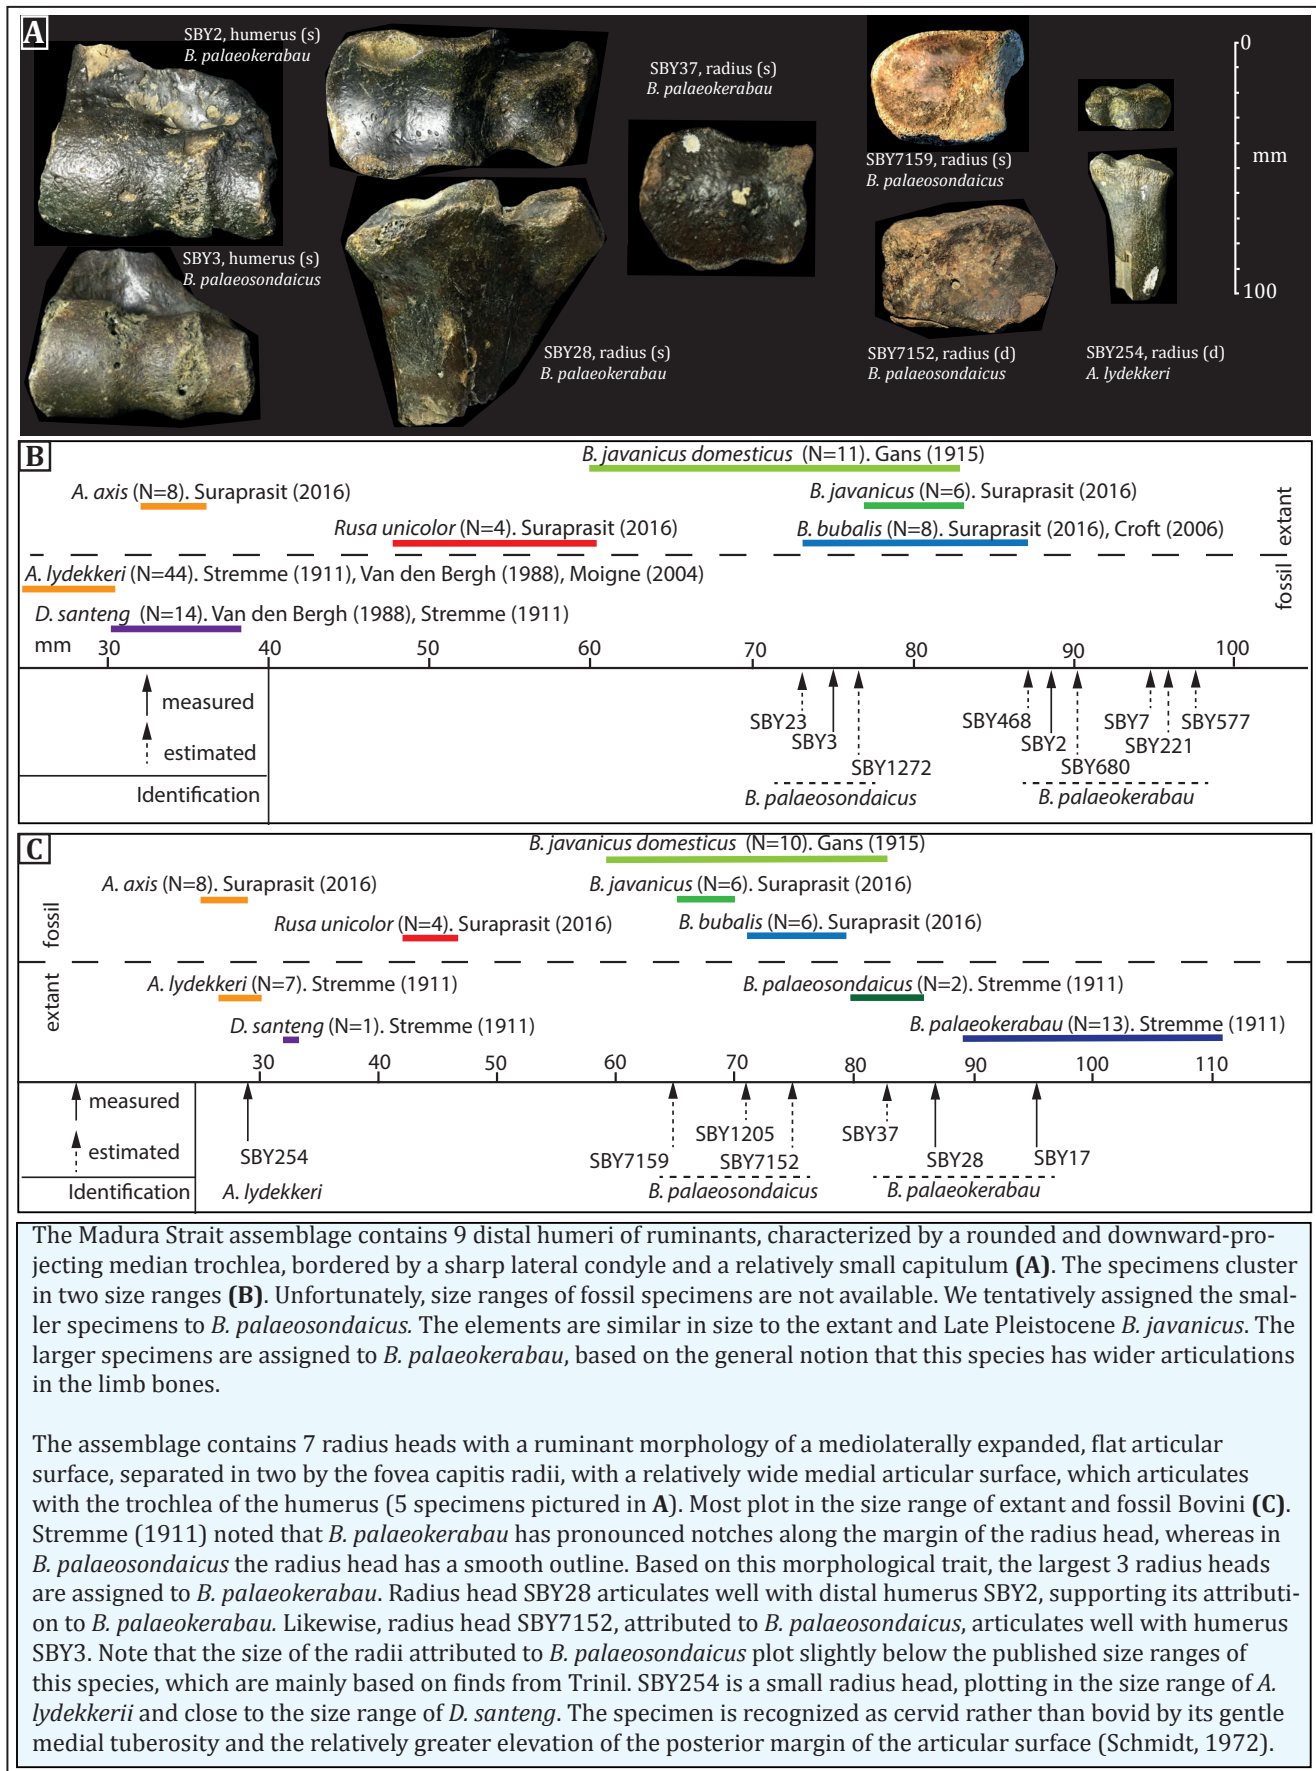 A
SBY2, humerus (s)
B. palaeokerabau
SBY3, humerus (s)
B. palaeosondaicus
SBY28, radius (s)
B. palaeokerabau
SBY37, radius (s)
B. palaeokerabau
SBY7159, radius (s)
B. palaeosondaicus
SBY7152, radius (d)
B. palaeosondaicus
SBY254, radius (d)
A. lydekkeri
0
mm
100
B
B. javanicus domesticus (N=11). Gans (1915)
A. axis (N=8). Suraprasit (2016)
B. javanicus (N=6). Suraprasit (2016)
Rusa unicolor (N=4). Suraprasit (2016)
B. bubalis (N=8). Suraprasit (2016), Croft (2006)
extant
fossil
A. lydekkeri (N=44). Stremme (1911), Van den Bergh (1988), Moigne (2004)
D. santeng (N=14). Van den Bergh (1988), Stremme (1911)
mm 30 40 50 60 70 80 90 100
measured
estimated
Identification
SBY23
SBY3
SBY1272
SBY468
SBY2
SBY680
SBY7
SBY221
SBY577
B. palaeosondaicus
B. palaeokerabau
C
B. javanicus domesticus (N=10). Gans (1915)
A. axis (N=8). Suraprasit (2016)
B. javanicus (N=6). Suraprasit (2016)
Rusa unicolor (N=4). Suraprasit (2016)
B. bubalis (N=6). Suraprasit (2016)
fossil
extant
A. lydekkeri (N=7). Stremme (1911)
B. palaeosondaicus (N=2). Stremme (1911)
D. santeng (N=1). Stremme (1911)
B. palaeokerabau (N=13). Stremme (1911)
30 40 50 60 70 80 90 100 110
measured
estimated
Identification
SBY254
SBY7159
SBY1205
SBY7152
SBY37
SBY28
SBY17
A. lydekkeri
B. palaeosondaicus
B. palaeokerabau
The Madura Strait assemblage contains 9 distal humeri of ruminants, characterized by a rounded and downward-pro-
jecting median trochlea, bordered by a sharp lateral condyle and a relatively small capitulum (A). The specimens cluster
in two size ranges (B). Unfortunately, size ranges of fossil specimens are not available. We tentatively assigned the smal-
ler specimens to B. palaeosondaicus. The elements are similar in size to the extant and Late Pleistocene B. javanicus. The
larger specimens are assigned to B. palaeokerabau, based on the general notion that this species has wider articulations
in the limb bones.
The assemblage contains 7 radius heads with a ruminant morphology of a mediolaterally expanded, flat articular
surface, separated in two by the fovea capitis radii, with a relatively wide medial articular surface, which articulates
with the trochlea of the humerus (5 specimens pictured in A). Most plot in the size range of extant and fossil Bovini (C).
Stremme (1911) noted that B. palaeokerabau has pronounced notches along the margin of the radius head, whereas in
B. palaeosondaicus the radius head has a smooth outline. Based on this morphological trait, the largest 3 radius heads
are assigned to B. palaeokerabau. Radius head SBY28 articulates well with distal humerus SBY2, supporting its attributi-
on to B. palaeokerabau. Likewise, radius head SBY7152, attributed to B. palaeosondaicus, articulates well with humerus
SBY3. Note that the size of the radii attributed to B. palaeosondaicus plot slightly below the published size ranges of
this species, which are mainly based on finds from Trinil. SBY254 is a small radius head, plotting in the size range of A.
lydekkerii and close to the size range of D. santeng. The specimen is recognized as cervid rather than bovid by its gentle
medial tuberosity and the relatively greater elevation of the posterior margin of the articular surface (Schmidt, 1972).